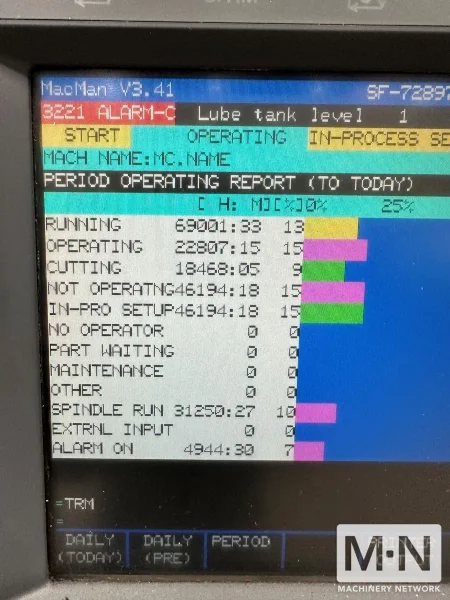 MacMan V3.41 SF-72897
3221 ALARM-C Lube tank level 1
START OPERATING IN-PROCESS SE
MACH NAME:MC.NAME
PERIOD OPERATING REPORT (TO TODAY)
[ H: M][%]0% 25%
RUNNING 69001:33 13
OPERATING 22807:15 15
CUTTING 18468:05 9
NOT OPERATNG46194:18 15
IN-PRO SETUP46194:18 15
NO OPERATOR 0 0
PART WAITING 0 0
MAINTENANCE 0 0
OTHER 0 0
SPINDLE RUN 31250:27 10
EXTRNL INPUT 0 0
ALARM ON 4944:30 7
=TRM
=
DAILY DAILY PERIOD
(TODAY) (PRE)
M·N
MACHINERY NETWORK